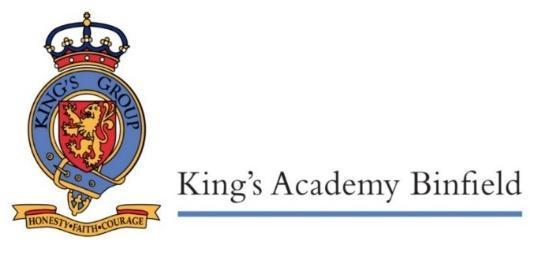 KING'S GROUP
HONESTY•FAITH•COURAGE
King's Academy Binfield